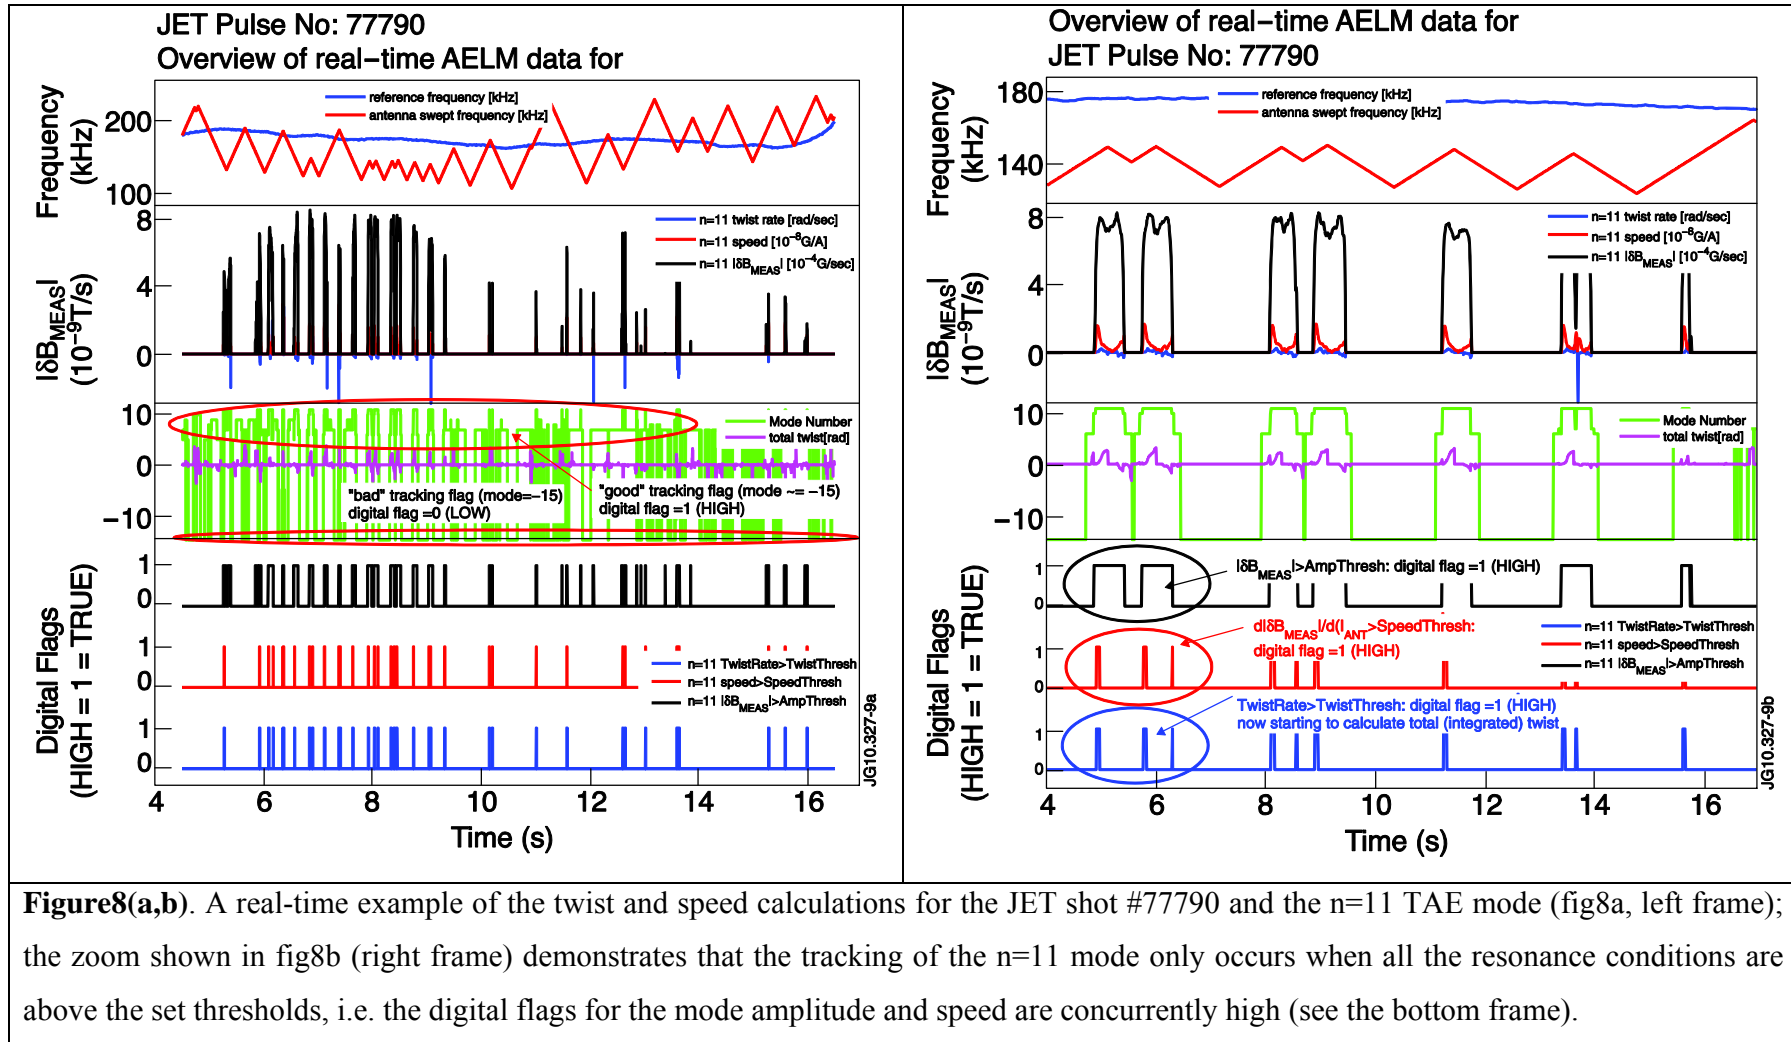 JET Pulse No: 77790
Overview of real-time AELM data for
reference frequency [kHz]
antenna swept frequency [kHz]
Frequency
(kHz)
200
100
n=11 twist rate [rad/sec]
n=11 speed [10⁻⁸G/A]
n=11 |δB_MEAS| [10⁻⁴G/sec]
|δB_MEAS|
(10⁻⁹T/s)
8
4
0
Mode Number
total twist[rad]
10
0
−10
"bad" tracking flag (mode=−15)
digital flag =0 (LOW)
"good" tracking flag (mode ~= −15)
digital flag =1 (HIGH)
Digital Flags
(HIGH = 1 = TRUE)
1
0
1
0
1
0
n=11 TwistRate>TwistThresh
n=11 speed>SpeedThresh
n=11 |δB_MEAS|>AmpThresh
JG10.327-9a
4 6 8 10 12 14 16
Time (s)
Overview of real-time AELM data for
JET Pulse No: 77790
reference frequency [kHz]
antenna swept frequency [kHz]
Frequency
(kHz)
180
140
n=11 twist rate [rad/sec]
n=11 speed [10⁻⁸G/A]
n=11 |δB_MEAS| [10⁻⁴G/sec]
|δB_MEAS|
(10⁻⁹T/s)
8
4
0
Mode Number
total twist[rad]
10
0
−10
|δB_MEAS|>AmpThresh: digital flag =1 (HIGH)
d|δB_MEAS|/d(I_ANT>SpeedThresh:
digital flag =1 (HIGH)
TwistRate>TwistThresh: digital flag =1 (HIGH)
now starting to calculate total (integrated) twist
Digital Flags
(HIGH = 1 = TRUE)
1
0
1
0
1
0
n=11 TwistRate>TwistThresh
n=11 speed>SpeedThresh
n=11 |δB_MEAS|>AmpThresh
JG10.327-9b
4 6 8 10 12 14 16
Time (s)
Figure8(a,b). A real-time example of the twist and speed calculations for the JET shot #77790 and the n=11 TAE mode (fig8a, left frame);
the zoom shown in fig8b (right frame) demonstrates that the tracking of the n=11 mode only occurs when all the resonance conditions are
above the set thresholds, i.e. the digital flags for the mode amplitude and speed are concurrently high (see the bottom frame).